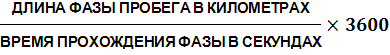 ДЛИНА ФАЗЫ ПРОБЕГА В КИЛОМЕТРАХ
ВРЕМЯ ПРОХОЖДЕНИЯ ФАЗЫ В СЕКУНДАХ
× 3600